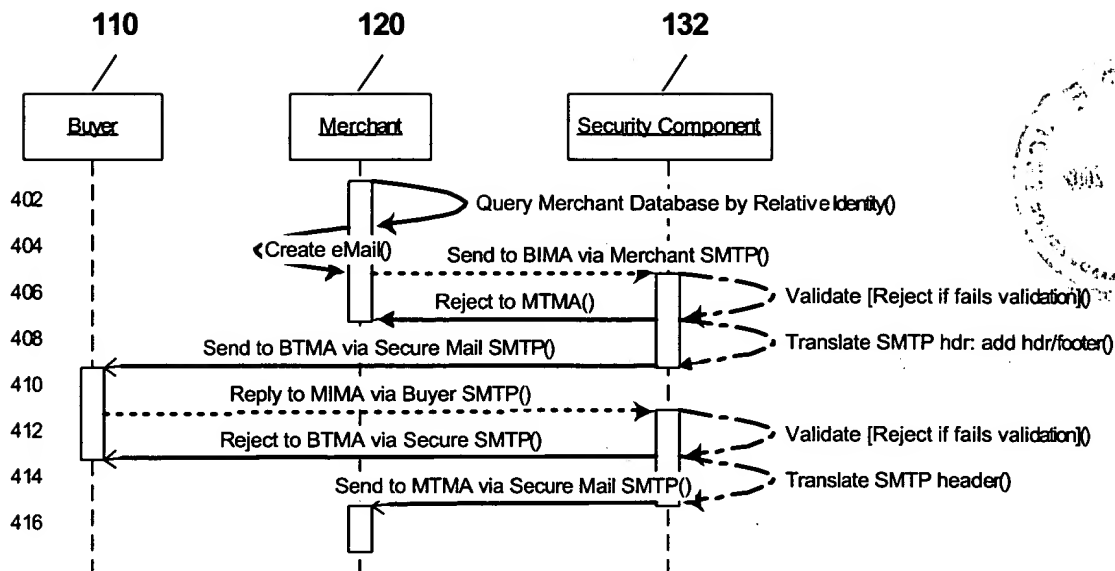 110 120 132
Buyer Merchant Security Component
402
Query Merchant Database by Relative Identity()
404
Create eMail()
Send to BIMA via Merchant SMTP()
406
Reject to MTMA()
Validate [Reject if fails validation]()
408
Send to BTMA via Secure Mail SMTP()
Translate SMTP hdr: add hdr/footer()
410
Reply to MIMA via Buyer SMTP()
412
Reject to BTMA via Secure SMTP()
Validate [Reject if fails validation]()
414
Send to MTMA via Secure Mail SMTP()
Translate SMTP header()
416